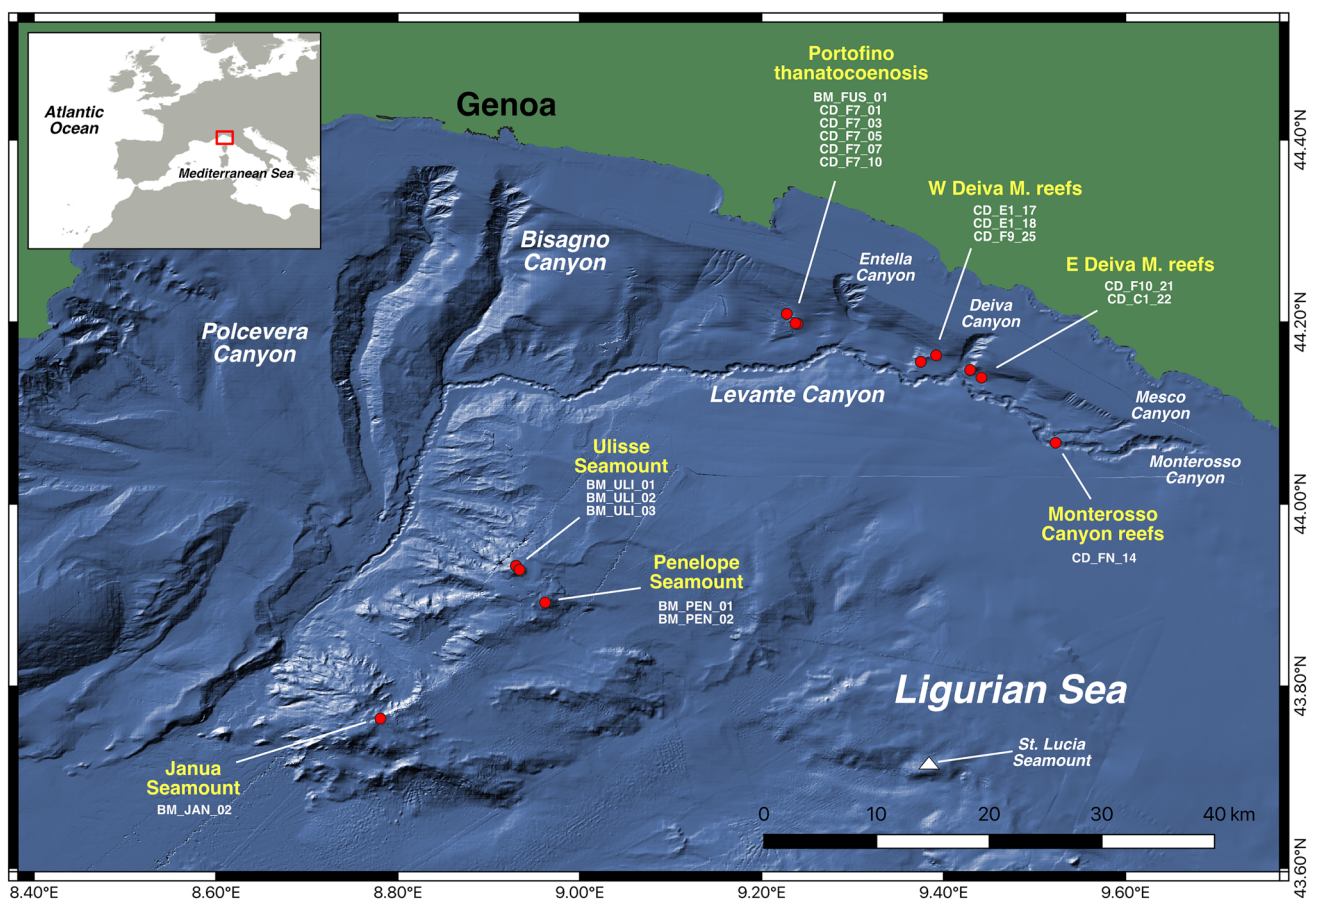 Atlantic
Ocean
Mediterranean Sea
Genoa
Portofino
thanatocoenosis
BM_FUS_01
CD_F7_01
CD_F7_03
CD_F7_05
CD_F7_07
CD_F7_10
W Deiva M. reefs
CD_E1_17
CD_E1_18
CD_F9_25
E Deiva M. reefs
CD_F10_21
CD_C1_22
Bisagno
Canyon
Entella
Canyon
Deiva
Canyon
Polcevera
Canyon
Levante Canyon
Mesco
Canyon
Monterosso
Canyon
Ulisse
Seamount
BM_ULI_01
BM_ULI_02
BM_ULI_03
Monterosso
Canyon reefs
CD_FN_14
Penelope
Seamount
BM_PEN_01
BM_PEN_02
Ligurian Sea
St. Lucia
Seamount
Janua
Seamount
BM_JAN_02
0 10 20 30 40 km
44.40°N
44.20°N
44.00°N
43.80°N
43.60°N
8.40°E 8.60°E 8.80°E 9.00°E 9.20°E 9.40°E 9.60°E